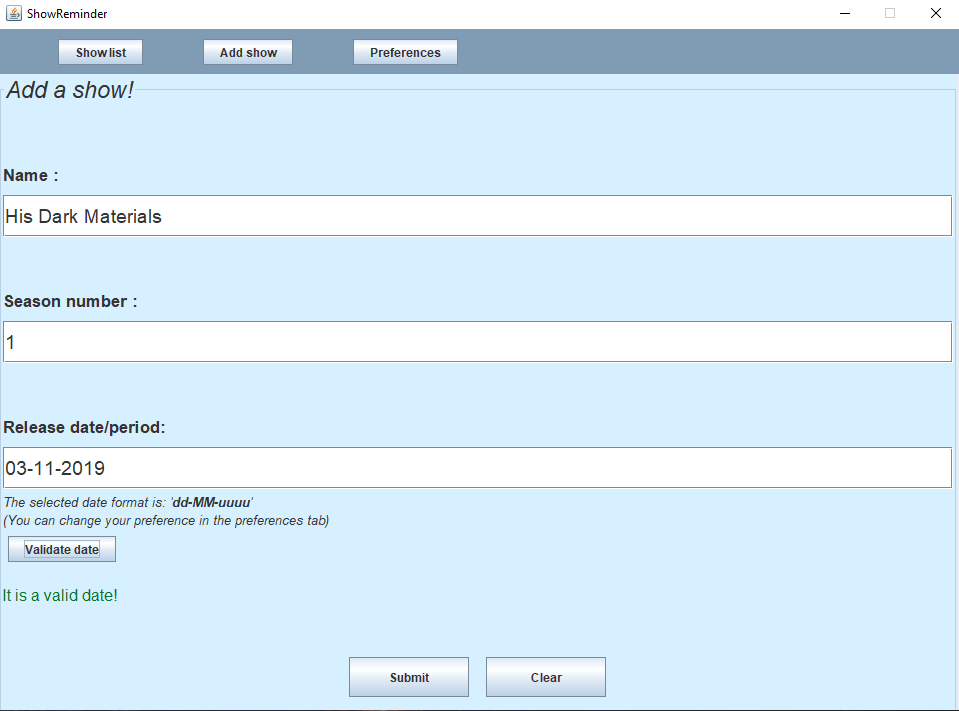 ShowReminder
Show list Add show Preferences
Add a show!
Name :
His Dark Materials
Season number :
1
Release date/period:
03-11-2019
The selected date format is: 'dd-MM-uuuu'
(You can change your preference in the preferences tab)
Validate date
It is a valid date!
Submit Clear